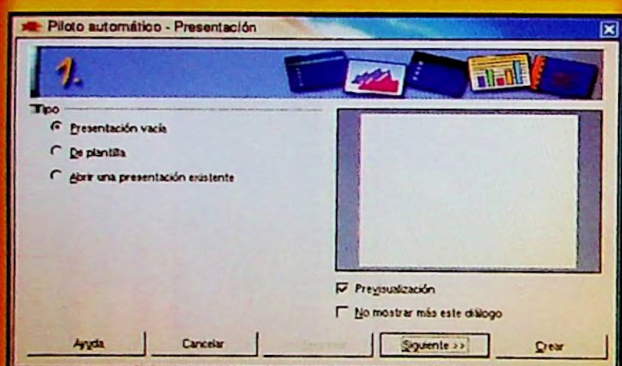 Piloto automático - Presentación
1.
Tipo
Presentación vacía
De plantilla
Abrir una presentación existente
Previsualización
No mostrar más este diálogo
Ayuda
Cancelar
Siguiente >>
Crear